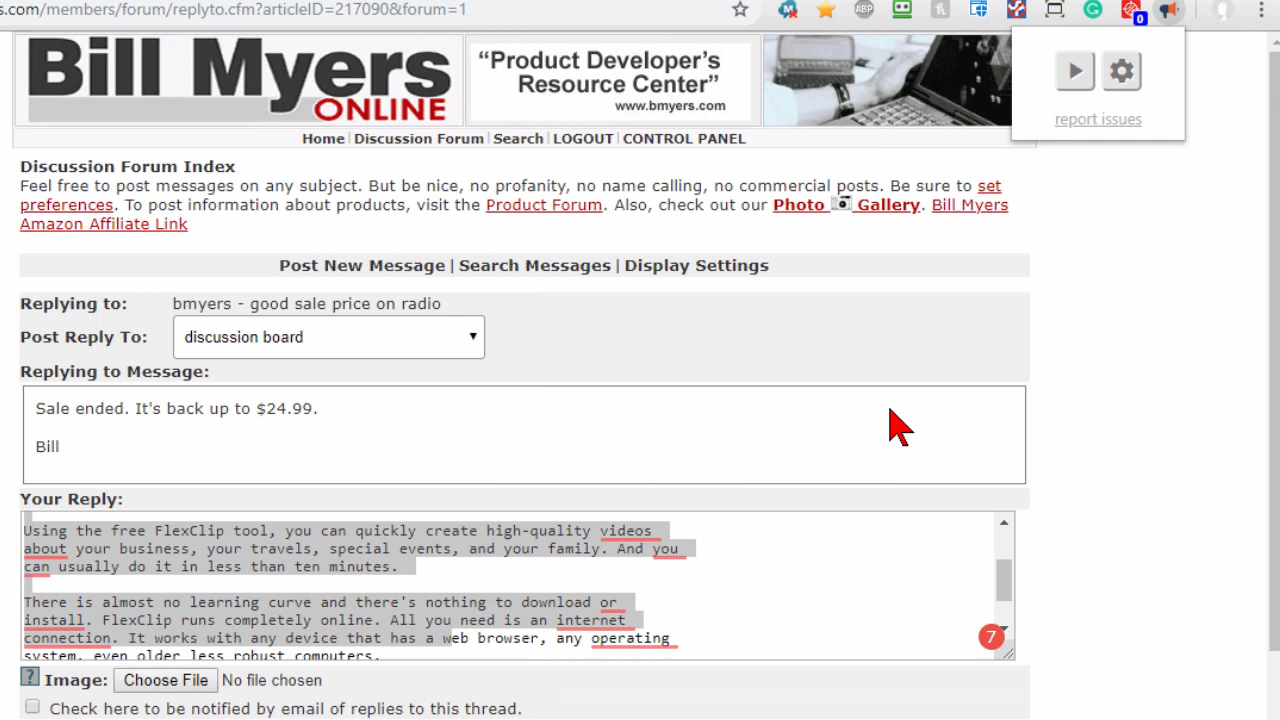 s.com/members/forum/replyto.cfm?articleID=217090&forum=1
ABP
0
report issues
Bill Myers
ONLINE
“Product Developer’s
Resource Center”
www.bmyers.com
Home | Discussion Forum | Search | LOGOUT | CONTROL PANEL
Discussion Forum Index
Feel free to post messages on any subject. But be nice, no profanity, no name calling, no commercial posts. Be sure to set
preferences. To post information about products, visit the Product Forum. Also, check out our Photo Gallery. Bill Myers
Amazon Affiliate Link
Post New Message | Search Messages | Display Settings
Replying to: bmyers - good sale price on radio
Post Reply To: discussion board
Replying to Message:
Sale ended. It's back up to $24.99.
Bill
Your Reply:
Using the free FlexClip tool, you can quickly create high-quality videos
about your business, your travels, special events, and your family. And you
can usually do it in less than ten minutes.
There is almost no learning curve and there's nothing to download or
install. FlexClip runs completely online. All you need is an internet
connection. It works with any device that has a web browser, any operating
system, even older less robust computers.
7
? Image: Choose File No file chosen
Check here to be notified by email of replies to this thread.